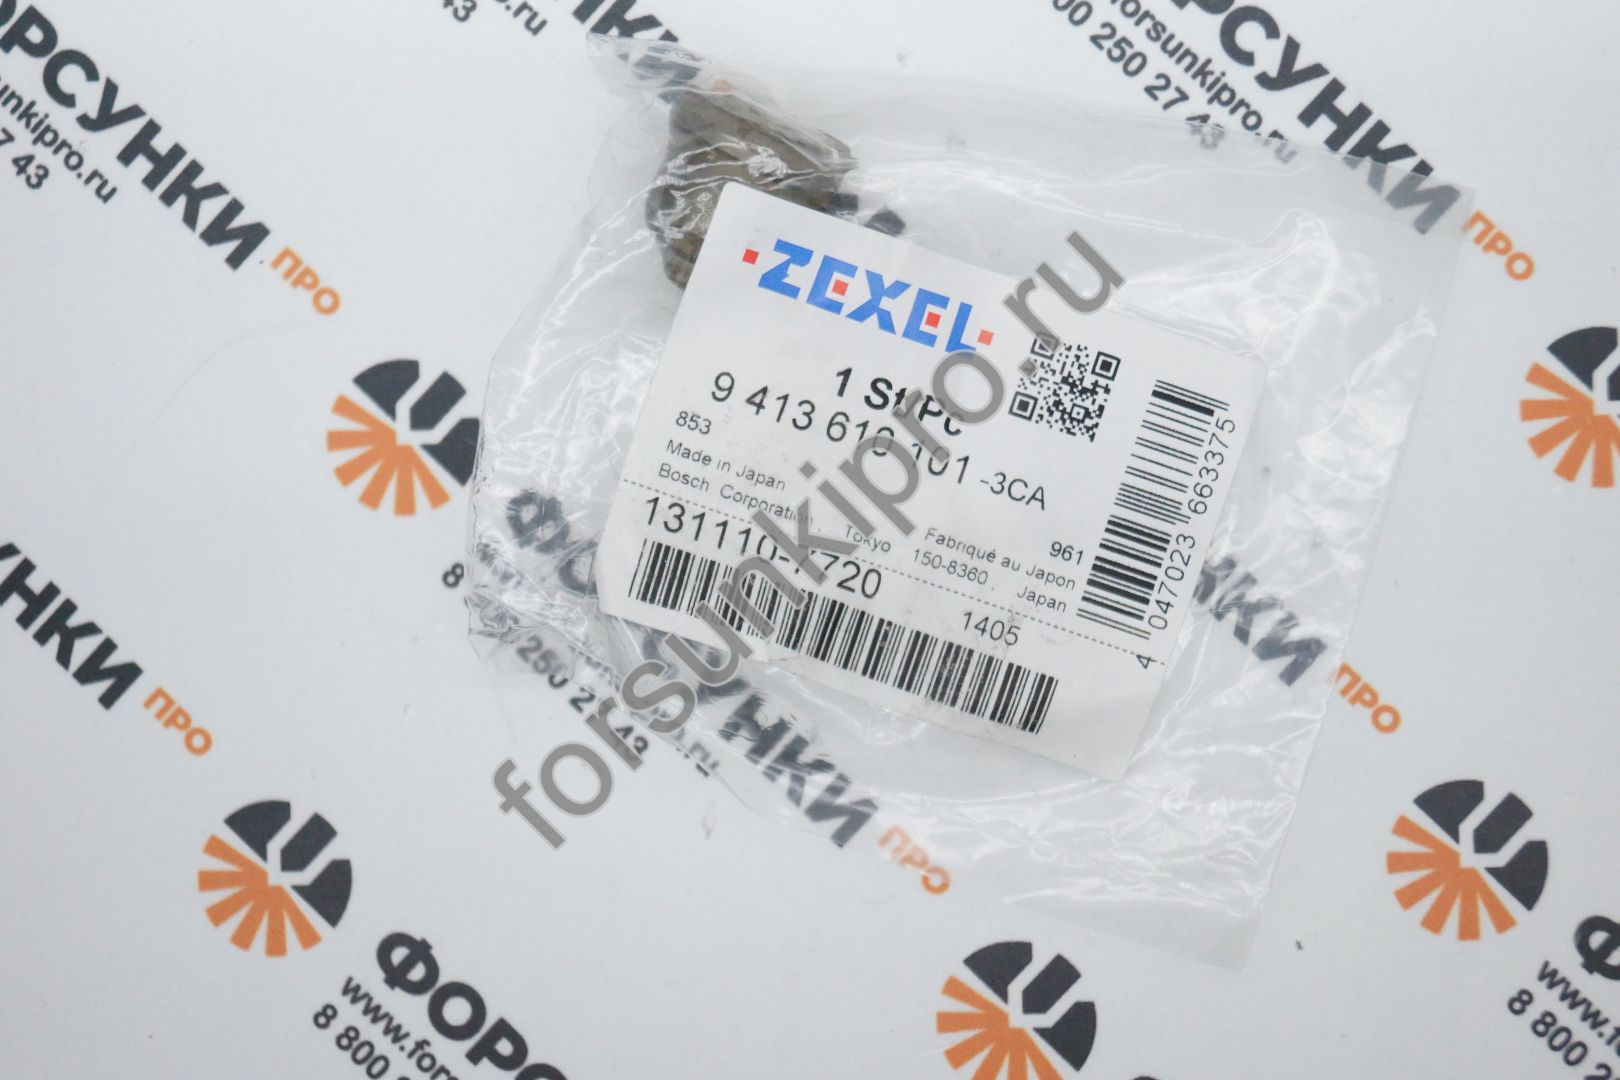 ZEXEL
1 St/Pc
9 413 610 101 -3CA
853
Made in Japan
Fabriqué au Japon
961
Bosch Corporation, Tokyo 150-8360, Japan
131110-7720
1405
4 047023 663375
forsunkipro.ru
ФОРСУНКИ ПРО
forsunkipro.ru
8 800 250 27 43